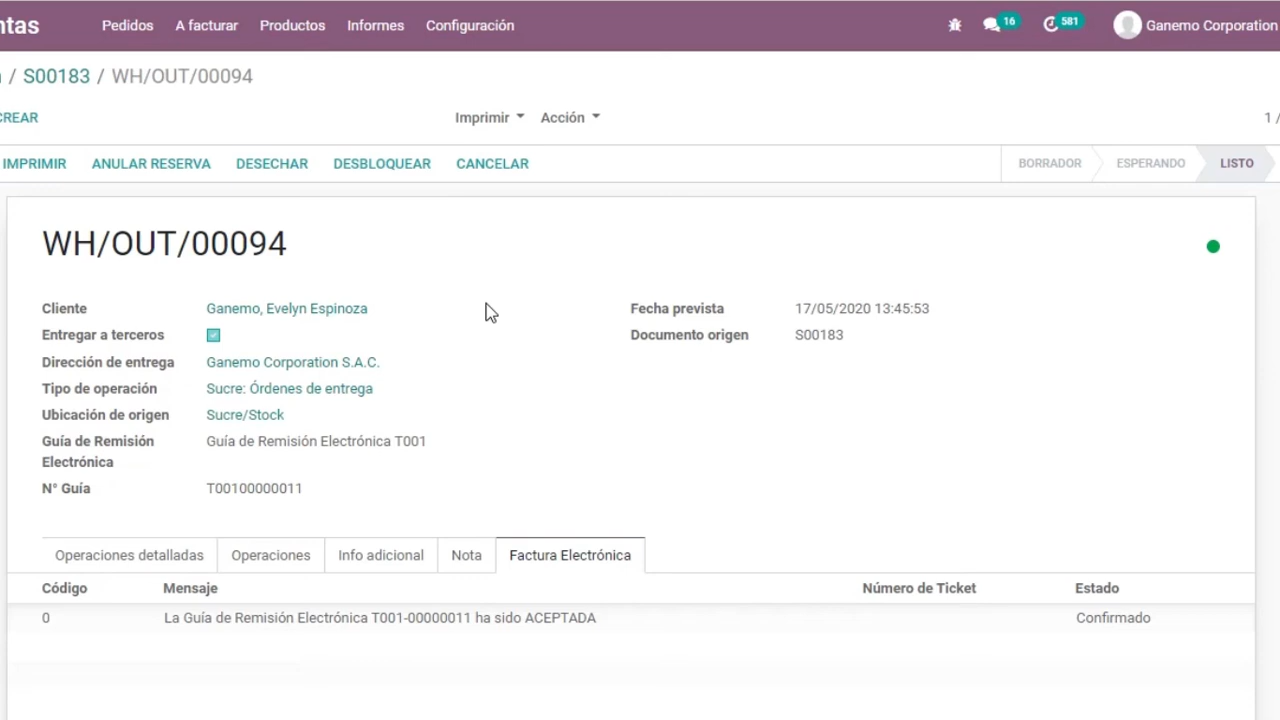 ntas Pedidos A facturar Productos Informes Configuración 16 581 Ganemo Corporation
/ S00183 / WH/OUT/00094
CREAR Imprimir Acción 1 /
IMPRIMIR ANULAR RESERVA DESECHAR DESBLOQUEAR CANCELAR BORRADOR ESPERANDO LISTO
WH/OUT/00094
Cliente Ganemo, Evelyn Espinoza Fecha prevista 17/05/2020 13:45:53
Entregar a terceros Documento origen S00183
Dirección de entrega Ganemo Corporation S.A.C.
Tipo de operación Sucre: Órdenes de entrega
Ubicación de origen Sucre/Stock
Guía de Remisión Guía de Remisión Electrónica T001
Electrónica
N° Guía T00100000011
Operaciones detalladas Operaciones Info adicional Nota Factura Electrónica
Código Mensaje Número de Ticket Estado
0 La Guía de Remisión Electrónica T001-00000011 ha sido ACEPTADA Confirmado